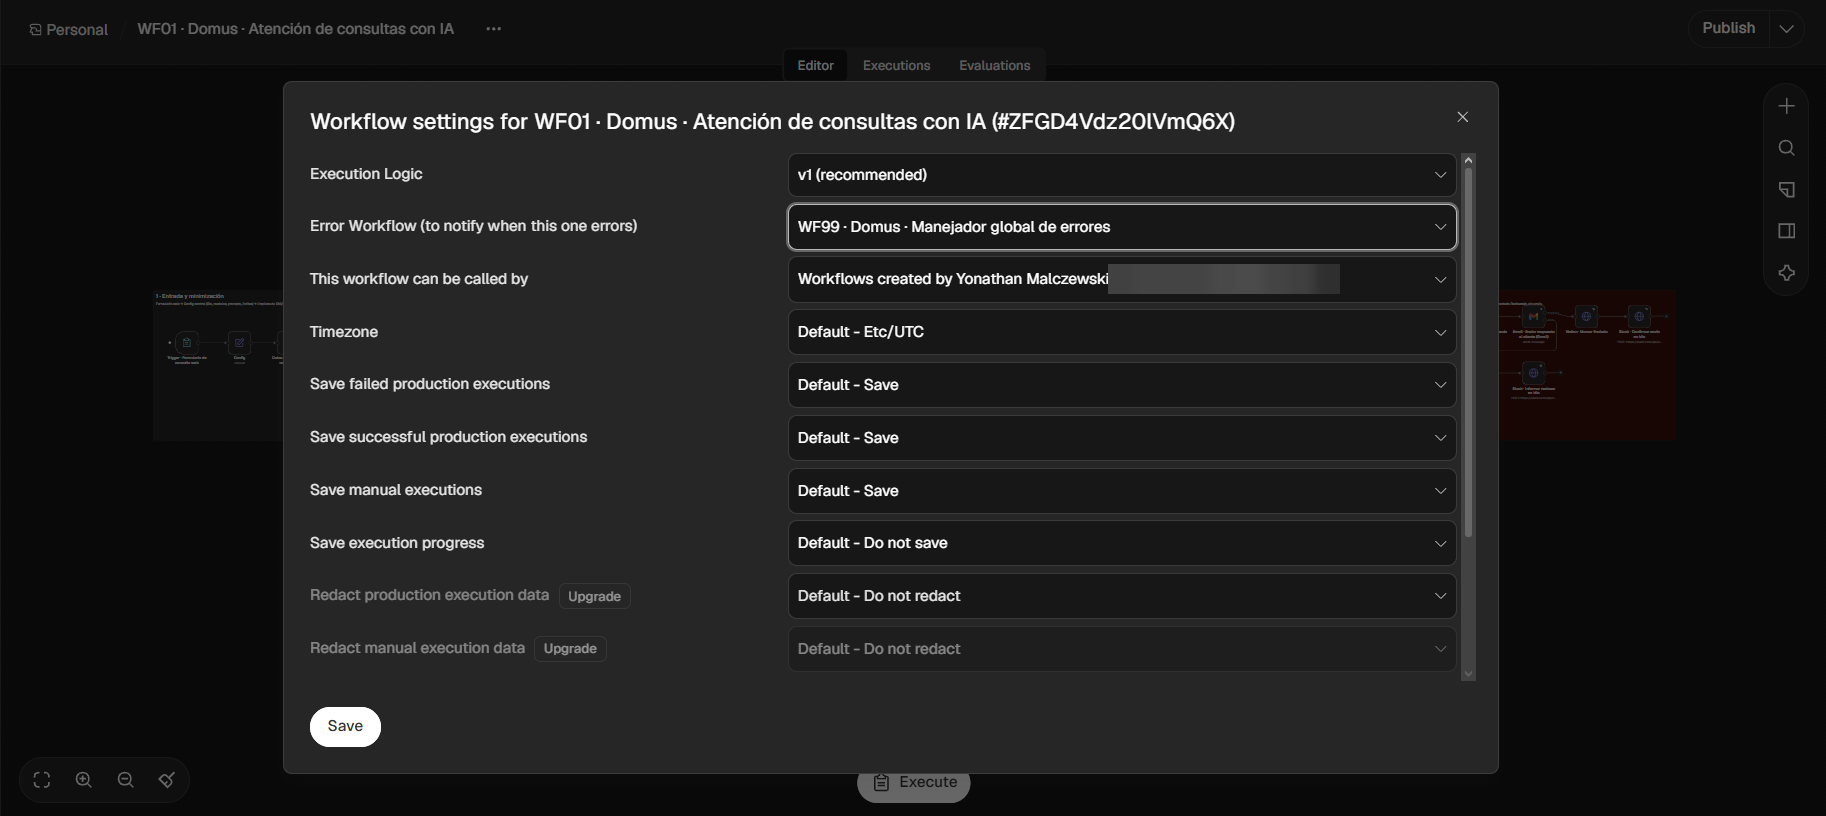 Personal / WF01 · Domus · Atención de consultas con IA ...
Publish
Editor Executions Evaluations
Workflow settings for WF01 · Domus · Atención de consultas con IA (#ZFGD4Vdz20lVmQ6X)
Execution Logic v1 (recommended)
Error Workflow (to notify when this one errors) WF99 · Domus · Manejador global de errores
This workflow can be called by Workflows created by Yonathan Malczewski
Timezone Default - Etc/UTC
Save failed production executions Default - Save
Save successful production executions Default - Save
Save manual executions Default - Save
Save execution progress Default - Do not save
Redact production execution data Upgrade Default - Do not redact
Redact manual execution data Upgrade Default - Do not redact
Save
Execute
1 - Entrada y minimización
Config